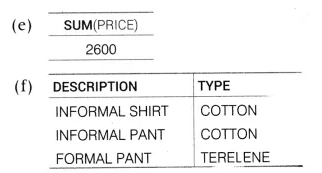 (e) SUM(PRICE)
2600
(f) DESCRIPTION TYPE
INFORMAL SHIRT COTTON
INFORMAL PANT COTTON
FORMAL PANT TERELENE